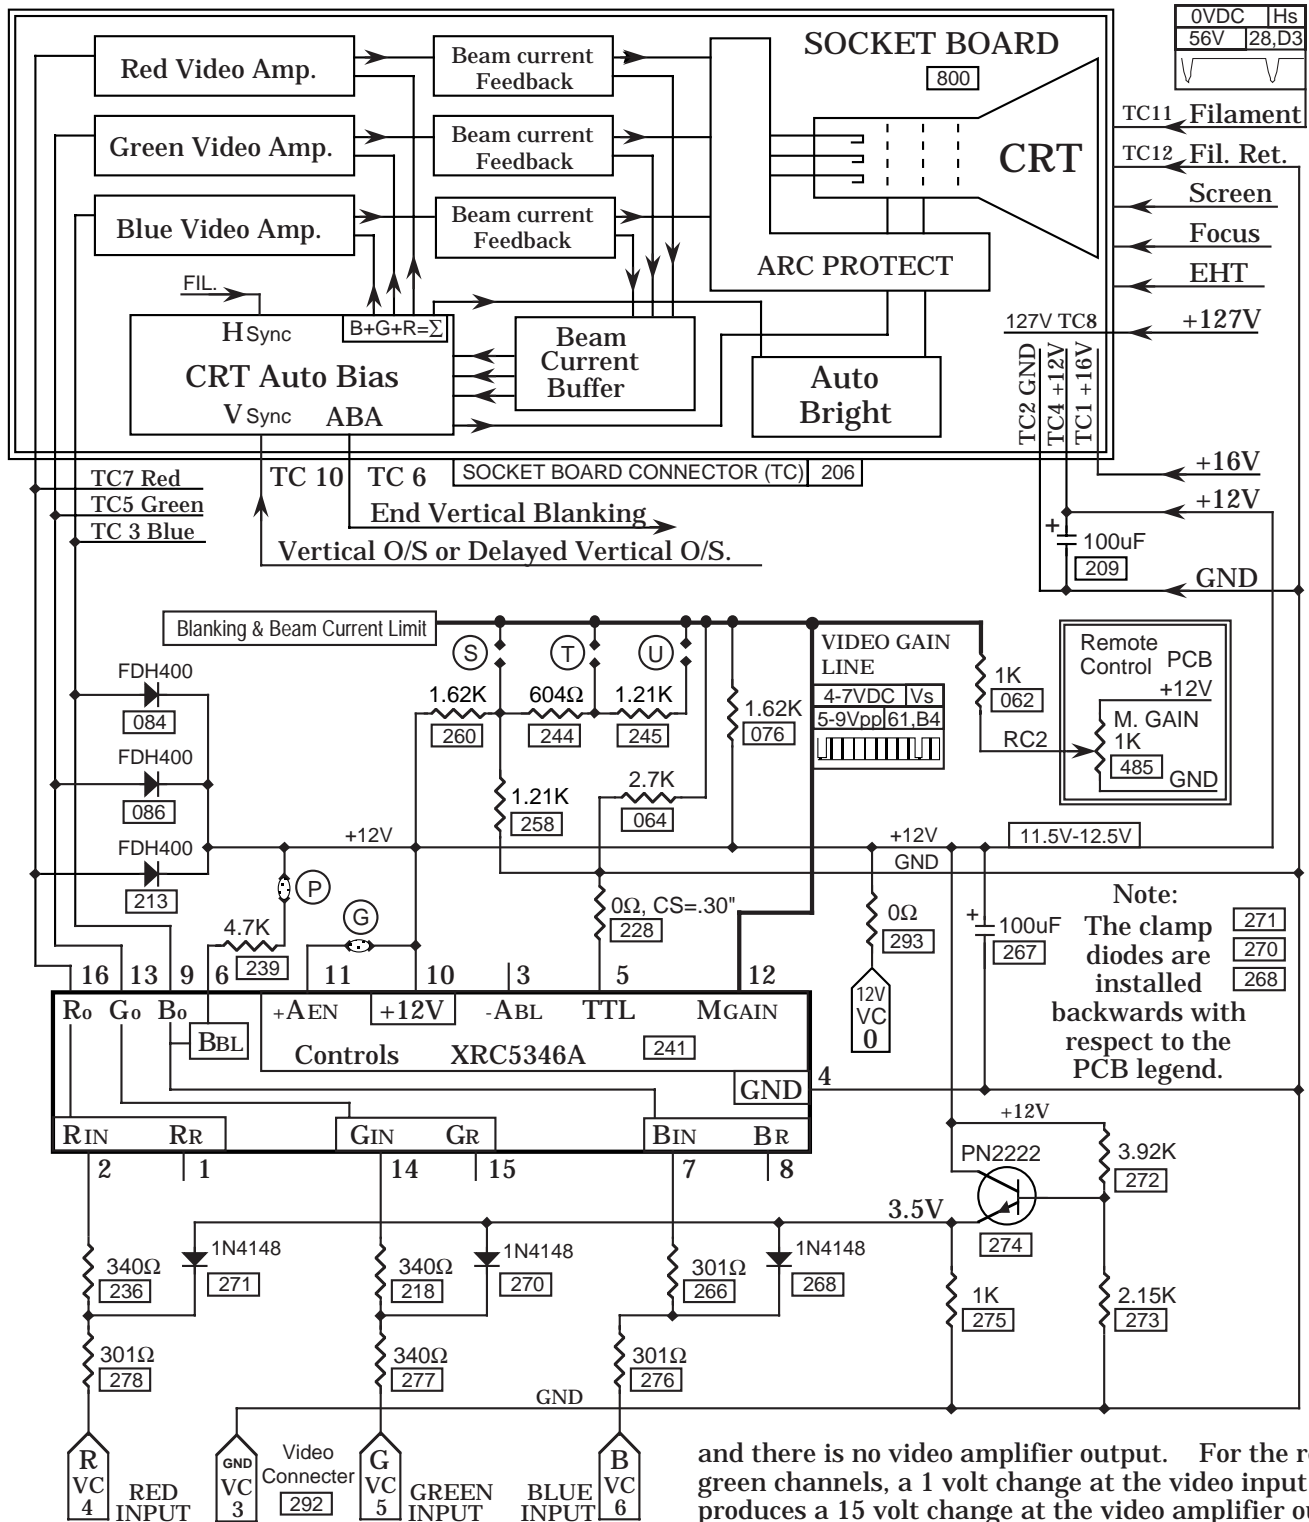 0VDC Hs
56V 28,D3
SOCKET BOARD
800
Red Video Amp.
Beam current
Feedback
Green Video Amp.
Beam current
Feedback
Blue Video Amp.
Beam current
Feedback
CRT
ARC PROTECT
TC11 Filament
TC12 Fil. Ret.
Screen
Focus
EHT
127V TC8 +127V
FIL.
H Sync
B+G+R=Σ
CRT Auto Bias
V Sync ABA
Beam
Current
Buffer
Auto
Bright
TC2 GND
TC4 +12V
TC1 +16V
TC 10 TC 6
SOCKET BOARD CONNECTOR (TC) 206
TC7 Red
TC5 Green
TC 3 Blue
End Vertical Blanking
Vertical O/S or Delayed Vertical O/S.
+16V
+12V
+
100uF
209
GND
Blanking & Beam Current Limit
S
T
U
VIDEO GAIN
LINE
4-7VDC Vs
5-9Vpp 61,B4
1K
062
RC2
Remote
Control PCB
+12V
M. GAIN
1K
485
GND
FDH400
084
FDH400
086
FDH400
213
1.62K
260
604Ω
244
1.21K
245
1.62K
076
1.21K
258
2.7K
064
+12V
+12V
11.5V-12.5V
GND
P
G
4.7K
239
0Ω, CS=.30"
228
0Ω
293
12V
VC
0
+
100uF
267
Note:
The clamp
diodes are
installed
backwards with
respect to the
PCB legend.
271
270
268
16 13 9 6 11 10 3 5 12
Ro Go Bo +AEN +12V -ABL TTL MGAIN
BBL
Controls XRC5346A 241
GND 4
RIN RR GIN GR BIN BR
2 1 14 15 7 8
+12V
PN2222
274
3.92K
272
3.5V
340Ω
236
1N4148
271
340Ω
218
1N4148
270
301Ω
266
1N4148
268
1K
275
2.15K
273
301Ω
278
340Ω
277
301Ω
276
GND
R
VC
4
RED
INPUT
GND
VC
3
Video
Connecter
292
G
VC
5
GREEN
INPUT
BLUE
INPUT
B
VC
6
and there is no video amplifier output. For the
green channels, a 1 volt change at the video input
produces a 15 volt change at the video amplifier